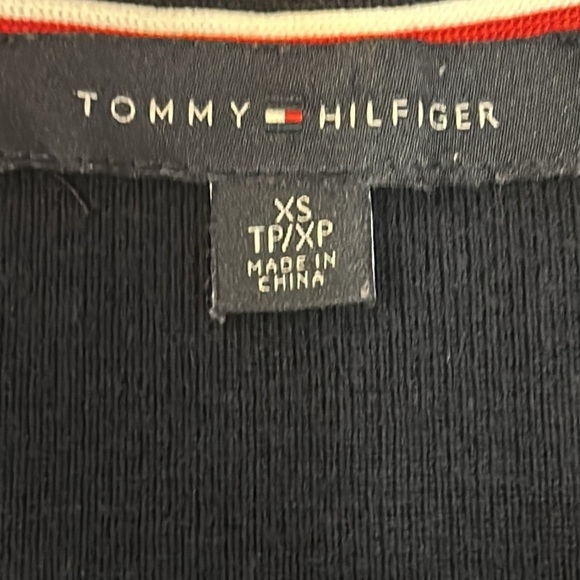 TOMMY HILFIGER
XS
TP/XP
MADE IN
CHINA